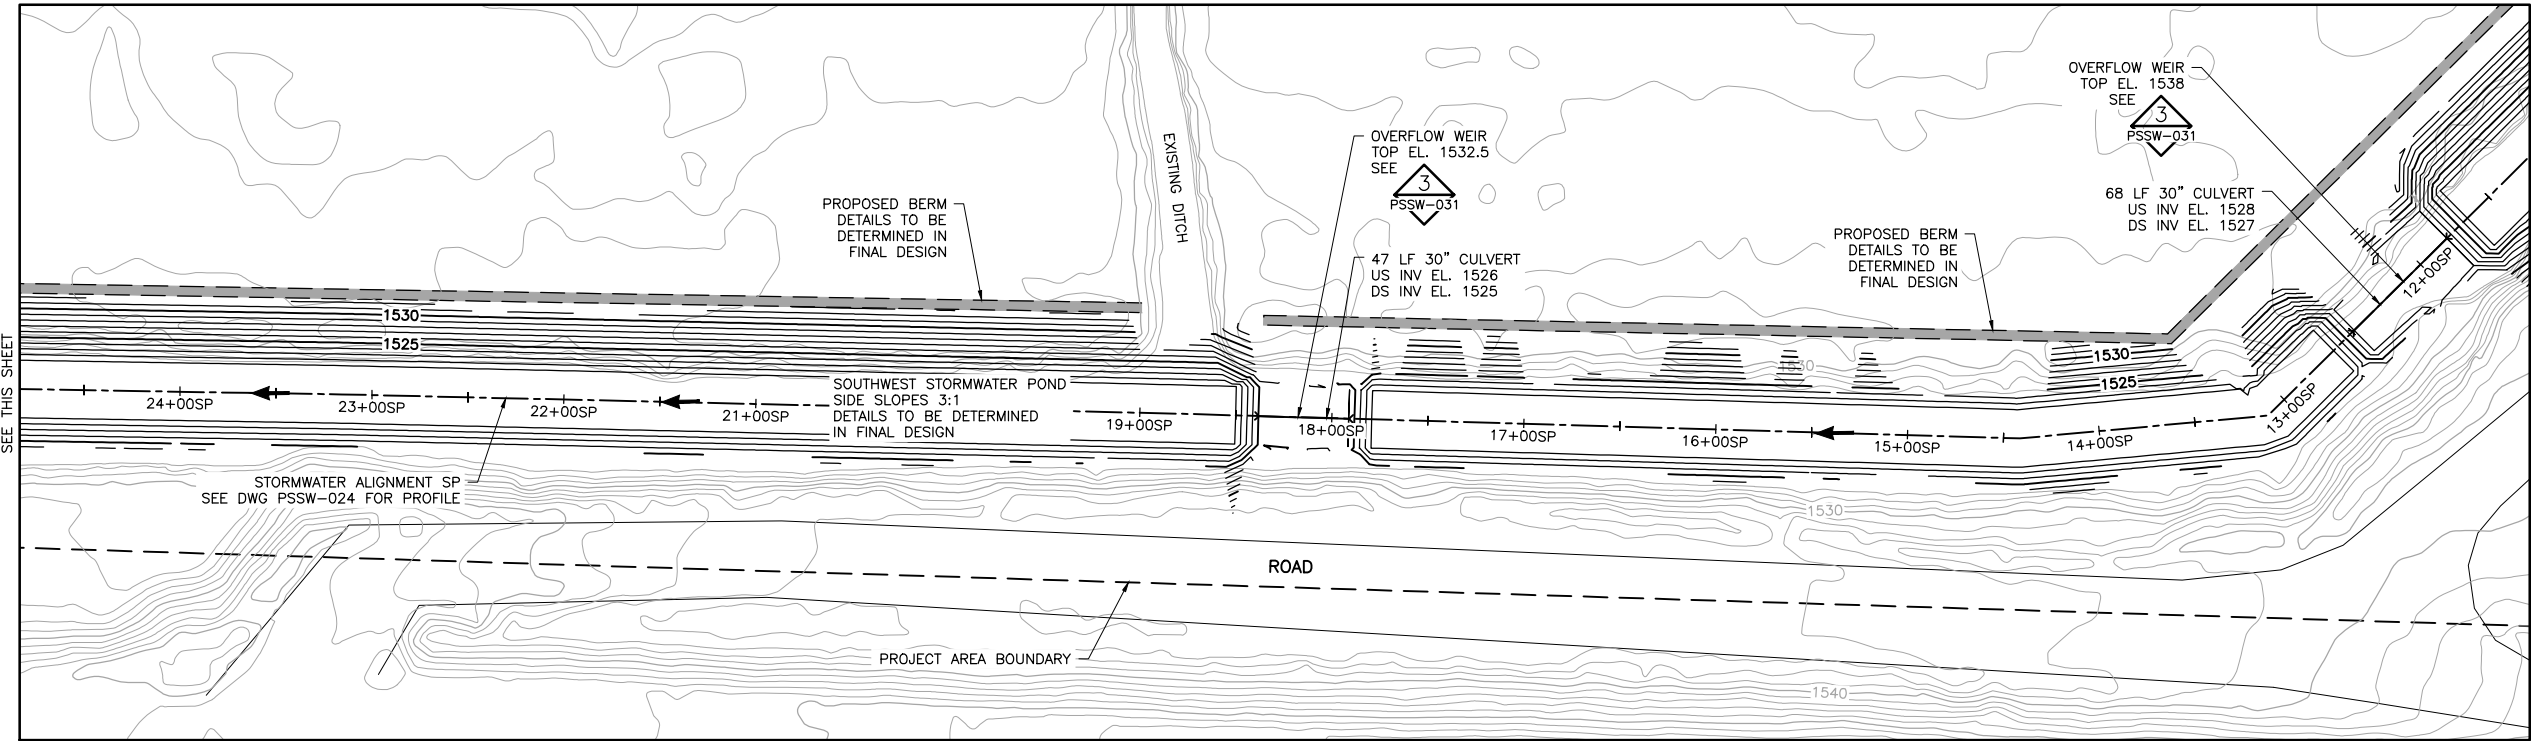 OVERFLOW WEIR
TOP EL. 1538
SEE
3
PSSW-031
OVERFLOW WEIR
TOP EL. 1532.5
SEE
3
PSSW-031
EXISTING DITCH
68 LF 30" CULVERT
US INV EL. 1528
DS INV EL. 1527
PROPOSED BERM
DETAILS TO BE
DETERMINED IN
FINAL DESIGN
47 LF 30" CULVERT
US INV EL. 1526
DS INV EL. 1525
PROPOSED BERM
DETAILS TO BE
DETERMINED IN
FINAL DESIGN
12+00SP
1530
1525
1530
1530
1525
SEE THIS SHEET
SOUTHWEST STORMWATER POND
SIDE SLOPES 3:1
DETAILS TO BE DETERMINED
IN FINAL DESIGN
24+00SP
23+00SP
22+00SP
21+00SP
19+00SP
18+00SP
17+00SP
16+00SP
15+00SP
14+00SP
13+00SP
STORMWATER ALIGNMENT SP
SEE DWG PSSW-024 FOR PROFILE
1530
ROAD
PROJECT AREA BOUNDARY
1540